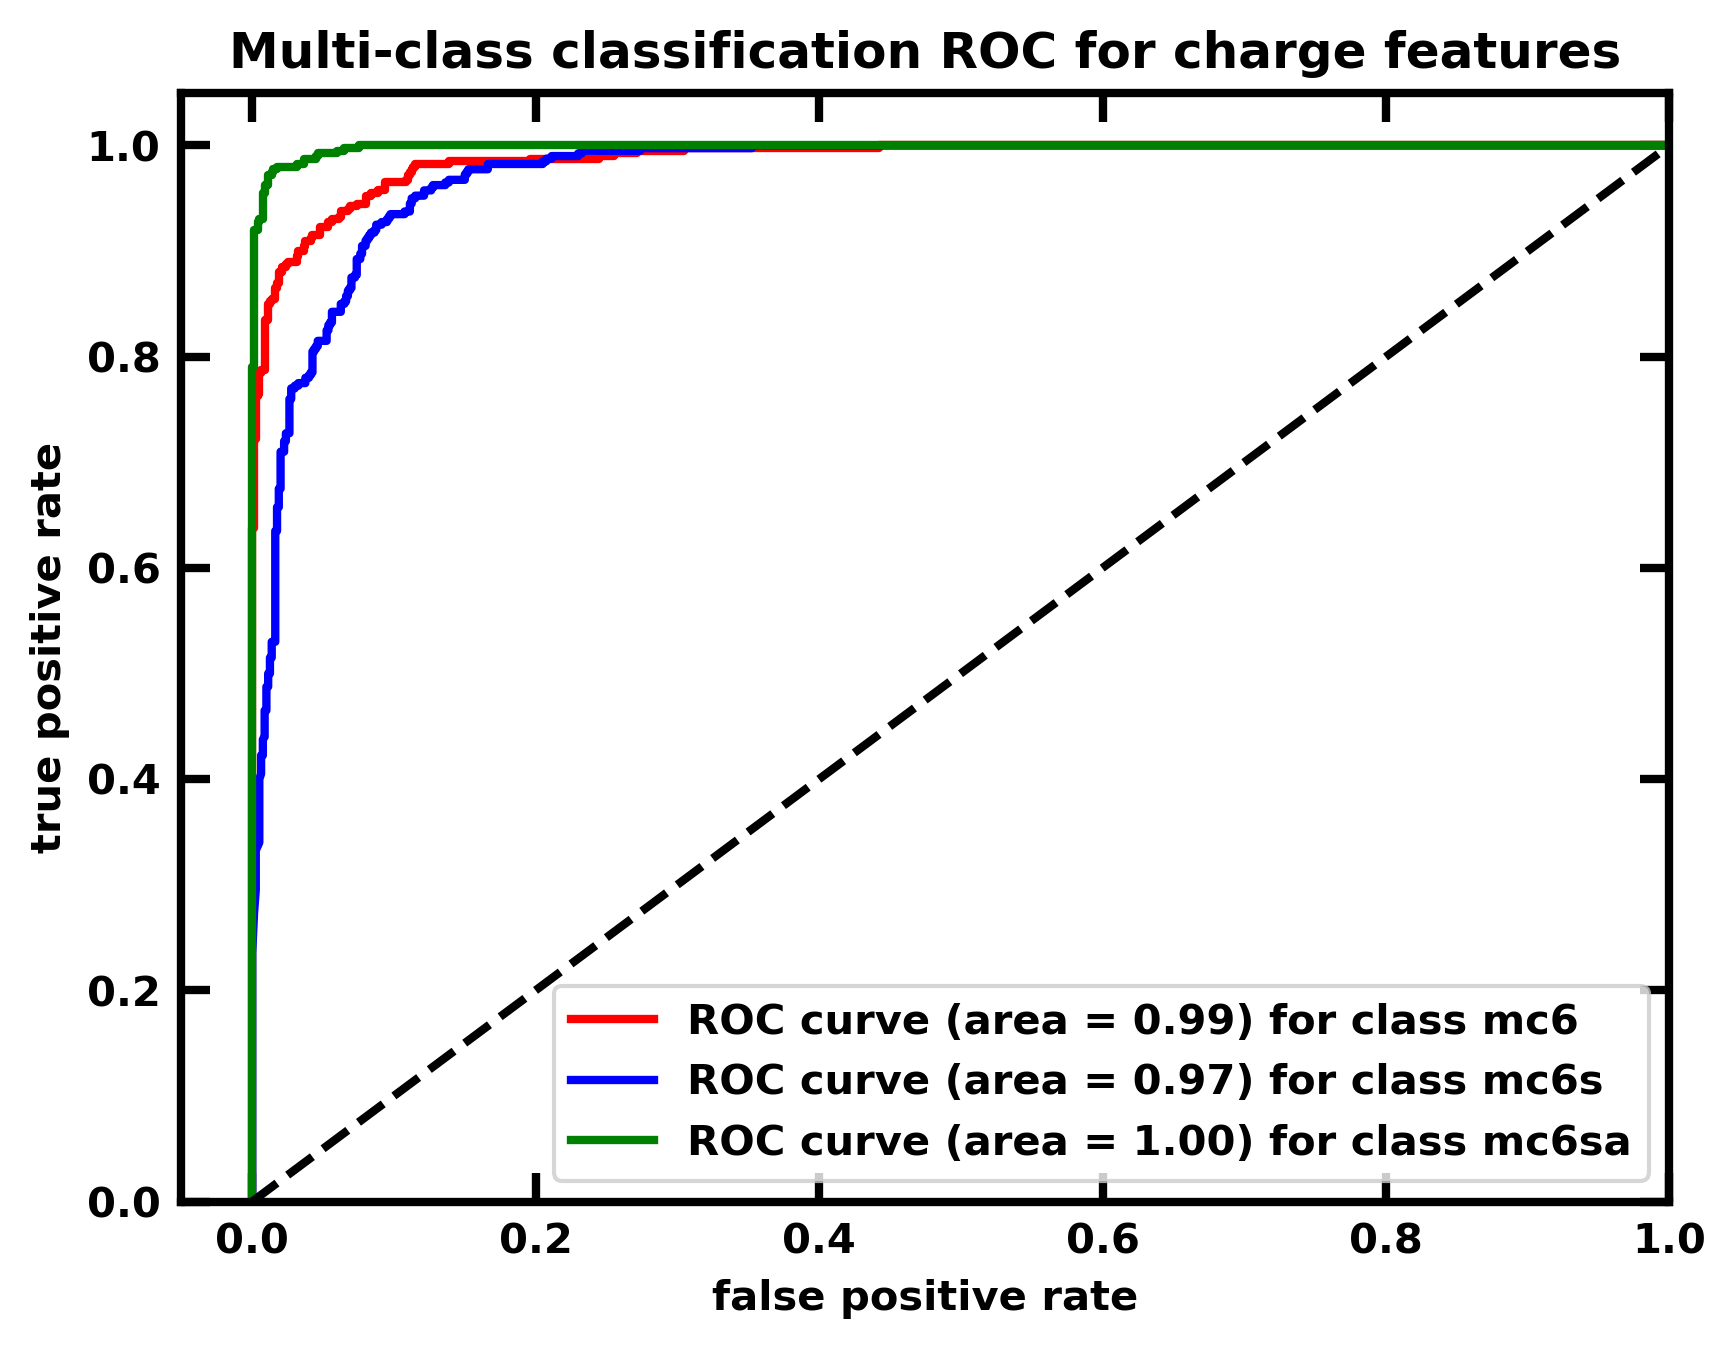 Multi-class classification ROC for charge features
1.0
0.8
0.6
0.4
0.2
0.0
true positive rate
ROC curve (area = 0.99) for class mc6
ROC curve (area = 0.97) for class mc6s
ROC curve (area = 1.00) for class mc6sa
0.0 0.2 0.4 0.6 0.8 1.0
false positive rate